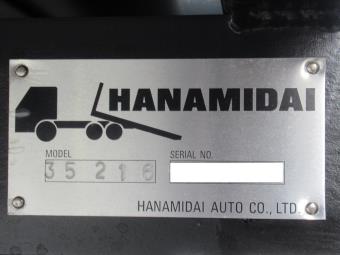 HANAMIDAI
MODEL SERIAL NO.
35216
HANAMIDAI AUTO CO., LTD.